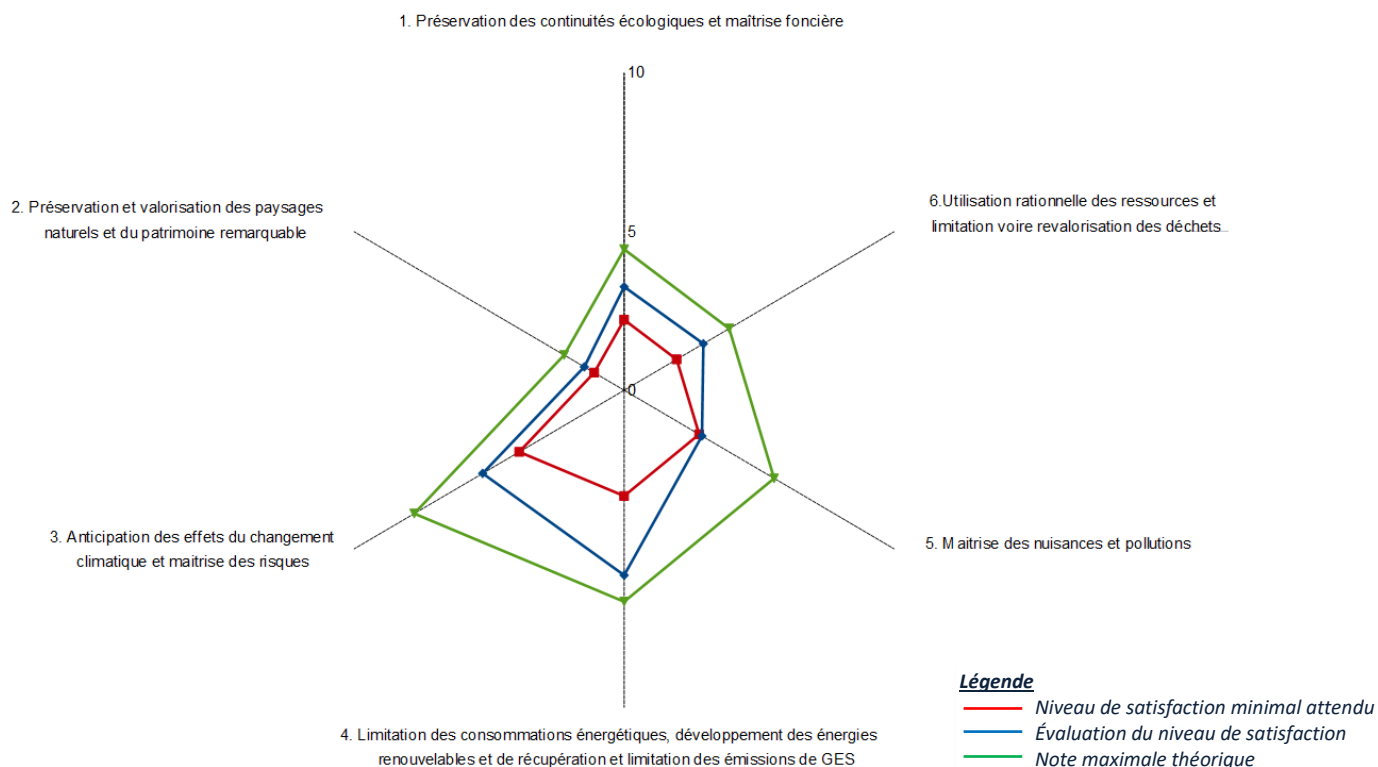 1. Préservation des continuités écologiques et maîtrise foncière
10
2. Préservation et valorisation des paysages
naturels et du patrimoine remarquable
6.Utilisation rationnelle des ressources et
limitation voire revalorisation des déchets...
5
0
3. Anticipation des effets du changement
climatique et maitrise des risques
5. Maitrise des nuisances et pollutions
4. Limitation des consommations énergétiques, développement des énergies
renouvelables et de récupération et limitation des émissions de GES
Légende
Niveau de satisfaction minimal attendu
Évaluation du niveau de satisfaction
Note maximale théorique